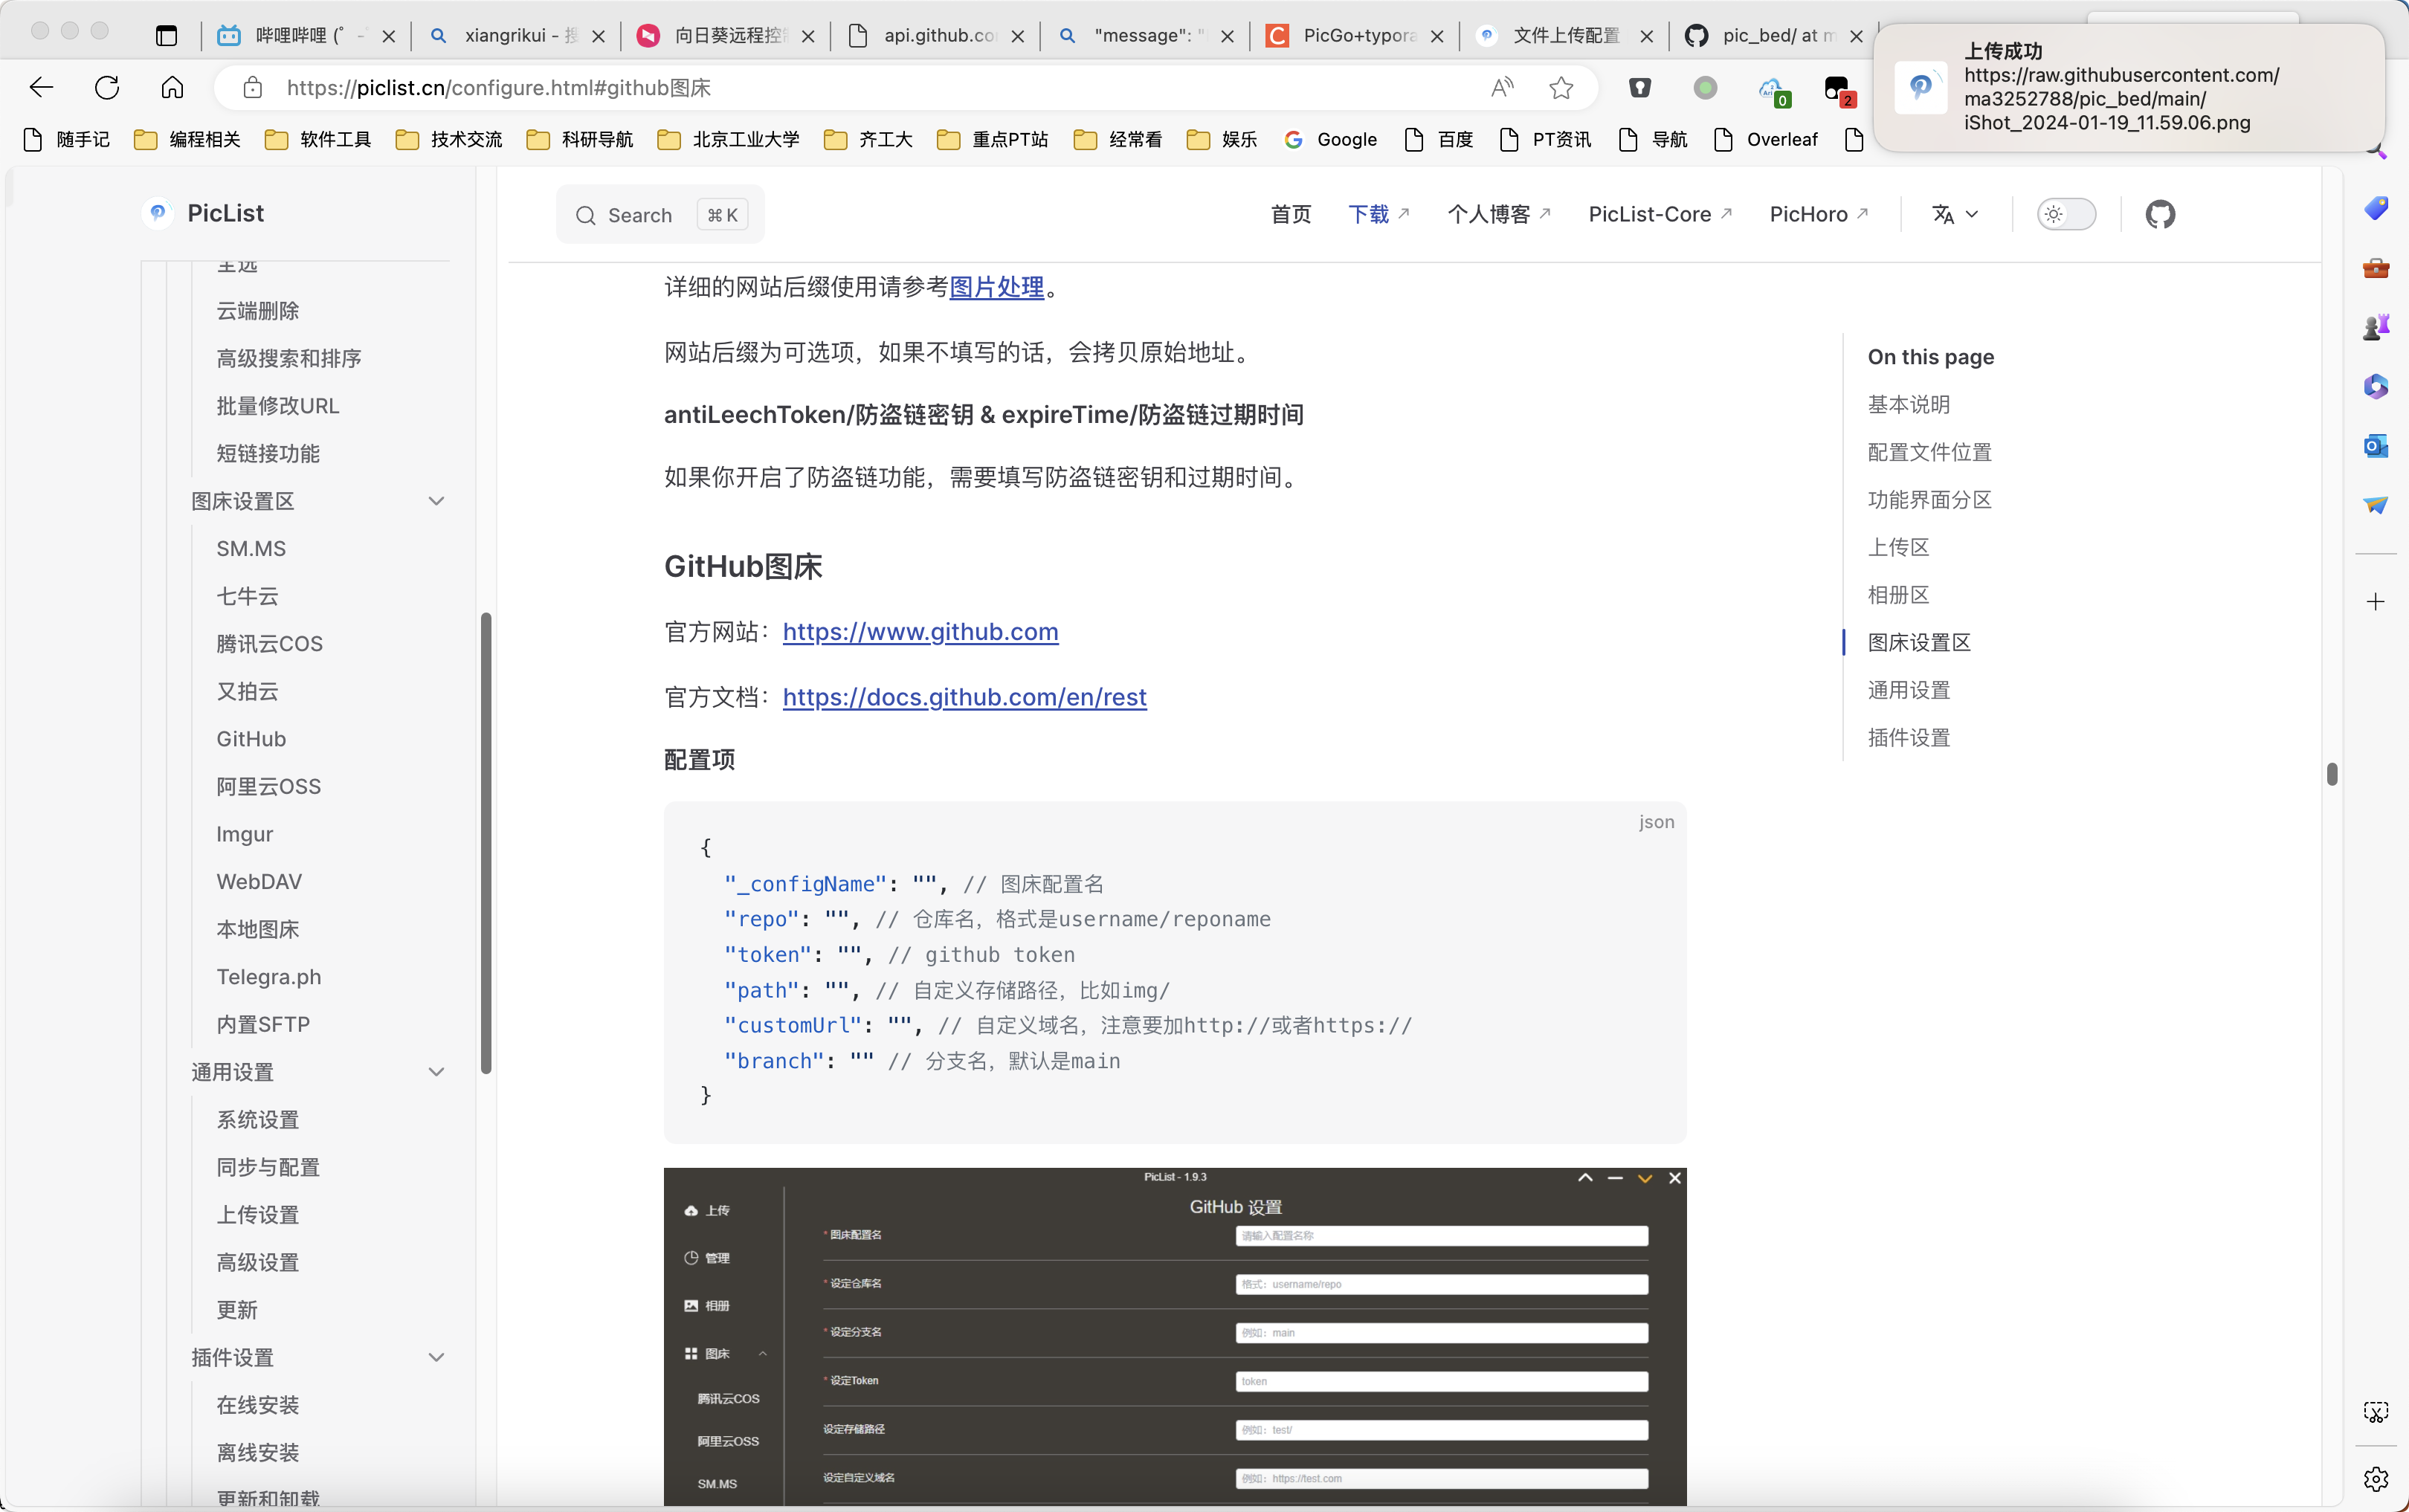 哔哩哔哩 (゜-゜
xiangrikui - 搜
向日葵远程控制
api.github.co
"message": "
PicGo+typora
文件上传配置
pic_bed/ at m
上传成功
https://raw.githubusercontent.com/
ma3252788/pic_bed/main/
iShot_2024-01-19_11.59.06.png
https://piclist.cn/configure.html#github图床
0
2
随手记
编程相关
软件工具
技术交流
科研导航
北京工业大学
齐工大
重点PT站
经常看
娱乐
Google
百度
PT资讯
导航
Overleaf
PicList
Search
⌘ K
首页
下载
个人博客
PicList-Core
PicHoro
全选
云端删除
高级搜索和排序
批量修改URL
短链接功能
图床设置区
SM.MS
七牛云
腾讯云COS
又拍云
GitHub
阿里云OSS
Imgur
WebDAV
本地图床
Telegra.ph
内置SFTP
通用设置
系统设置
同步与配置
上传设置
高级设置
更新
插件设置
在线安装
离线安装
更新和卸载
详细的网站后缀使用请参考图片处理。
网站后缀为可选项，如果不填写的话，会拷贝原始地址。
antiLeechToken/防盗链密钥 & expireTime/防盗链过期时间
如果你开启了防盗链功能，需要填写防盗链密钥和过期时间。
GitHub图床
官方网站：https://www.github.com
官方文档：https://docs.github.com/en/rest
配置项
json
{
"_configName": "", // 图床配置名
"repo": "", // 仓库名，格式是username/reponame
"token": "", // github token
"path": "", // 自定义存储路径，比如img/
"customUrl": "", // 自定义域名，注意要加http://或者https://
"branch": "" // 分支名，默认是main
}
PicList - 1.9.3
上传
管理
相册
图床
腾讯云COS
阿里云OSS
SM.MS
GitHub 设置
* 图床配置名
请输入配置名称
* 设定仓库名
格式：username/repo
* 设定分支名
例如：main
* 设定Token
token
设定存储路径
例如：test/
设定自定义域名
例如：https://test.com
On this page
基本说明
配置文件位置
功能界面分区
上传区
相册区
图床设置区
通用设置
插件设置